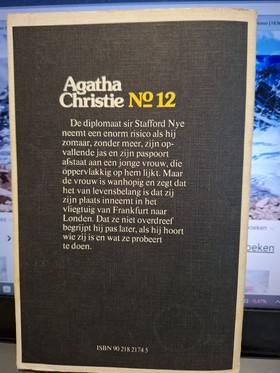 Agatha
Christie Nº 12
De diplomaat sir Stafford Nye
neemt een enorm risico als hij
zomaar, zonder meer, zijn op-
vallende jas en zijn paspoort
afstaat aan een jonge vrouw, die
oppervlakkig op hem lijkt. Maar
de vrouw is wanhopig en zegt dat
het van levensbelang is dat zij
zijn plaats inneemt in het
vliegtuig van Frankfurt naar
Londen. Dat ze niet overdreef
begrijpt hij pas later, als hij hoort
wie zij is en wat ze probeert
te doen.
ISBN 90 218 2174 5